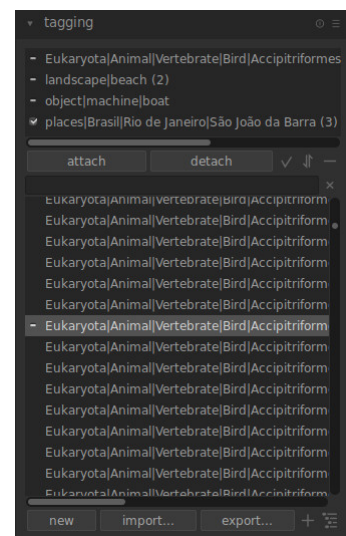 tagging
- Eukaryota|Animal|Vertebrate|Bird|Accipitriformes
- landscape|beach (2)
- object|machine|boat
places|Brasil|Rio de Janeiro|São João da Barra (3)
attach detach
Eukaryota|Animal|Vertebrate|Bird|Accipitriform
Eukaryota|Animal|Vertebrate|Bird|Accipitriform
Eukaryota|Animal|Vertebrate|Bird|Accipitriform
Eukaryota|Animal|Vertebrate|Bird|Accipitriform
Eukaryota|Animal|Vertebrate|Bird|Accipitriform
Eukaryota|Animal|Vertebrate|Bird|Accipitriform
- Eukaryota|Animal|Vertebrate|Bird|Accipitriform
Eukaryota|Animal|Vertebrate|Bird|Accipitriform
Eukaryota|Animal|Vertebrate|Bird|Accipitriform
Eukaryota|Animal|Vertebrate|Bird|Accipitriform
Eukaryota|Animal|Vertebrate|Bird|Accipitriform
Eukaryota|Animal|Vertebrate|Bird|Accipitriform
Eukaryota|Animal|Vertebrate|Bird|Accipitriform
Eukaryota|Animal|Vertebrate|Bird|Accipitriform
Eukaryota|Animal|Vertebrate|Bird|Accipitriform
new import... export...